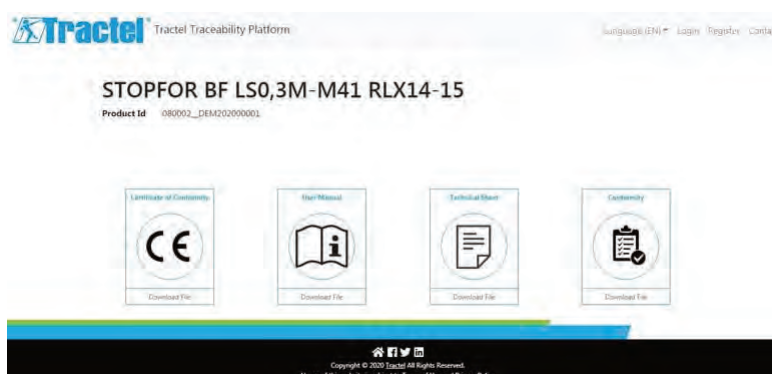 Tractel Tractel Traceability Platform
Language (EN) Login Register
STOPFOR BF LS0,3M-M41 RLX14-15
Product Id 080002__DEM202000001
Certificate of Conformity User Manual Technical Sheet Conformity
CE
Download File Download File Download File Download File
Copyright © 2020 Tractel All Rights Reserved.